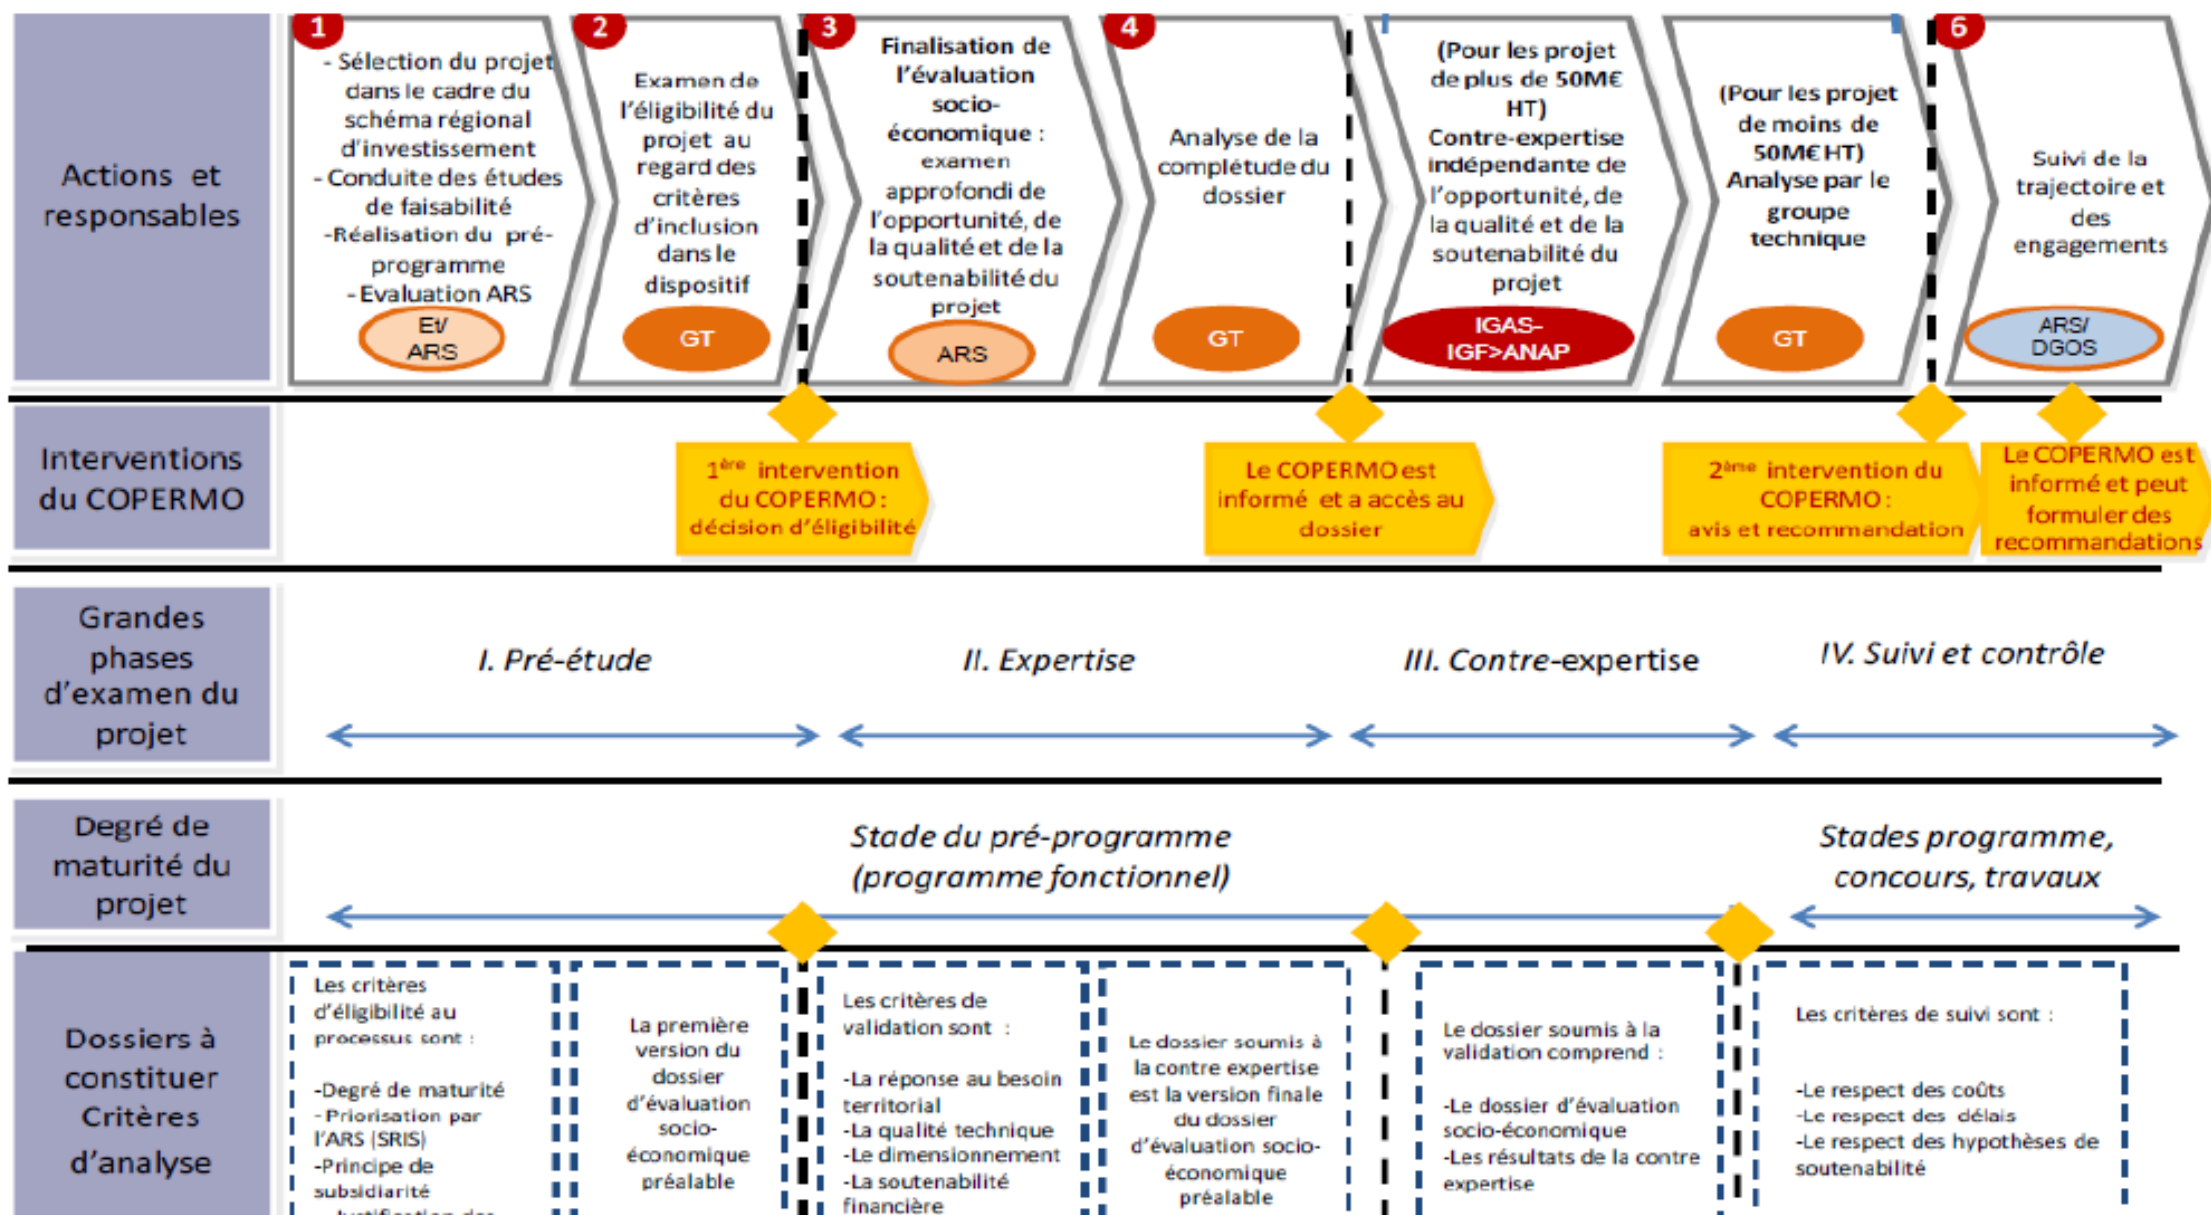 Actions et
responsables
1
- Sélection du projet
dans le cadre du
schéma régional
d'investissement
- Conduite des études
de faisabilité
-Réalisation du pré-
programme
- Evaluation ARS
Et/
ARS
2
Examen de
l'éligibilité du
projet au
regard des
critères
d'inclusion
dans le
dispositif
GT
3
Finalisation de
l'évaluation
socio-
économique :
examen
approfondi de
l'opportunité, de
la qualité et de la
soutenabilité du
projet
ARS
4
Analyse de la
complétude du
dossier
GT
(Pour les projet
de plus de 50M€
HT)
Contre-expertise
indépendante de
l'opportunité, de
la qualité et de la
soutenabilité du
projet
IGAS-
IGF>ANAP
(Pour les projet
de moins de
50M€ HT)
Analyse par le
groupe
technique
GT
6
Suivi de la
trajectoire et
des
engagements
ARS/
DGOS
Interventions
du COPERMO
1ère intervention
du COPERMO :
décision d'éligibilité
Le COPERMO est
informé et a accès au
dossier
2ème intervention du
COPERMO :
avis et recommandation
Le COPERMO est
informé et peut
formuler des
recommandations
Grandes
phases
d'examen du
projet
I. Pré-étude
II. Expertise
III. Contre-expertise
IV. Suivi et contrôle
Degré de
maturité du
projet
Stade du pré-programme
(programme fonctionnel)
Stades programme,
concours, travaux
Dossiers à
constituer
Critères
d'analyse
Les critères
d'éligibilité au
processus sont :
-Degré de maturité
- Priorisation par
l'ARS (SRIS)
-Principe de
subsidiarité
La première
version du
dossier
d'évaluation
socio-
économique
préalable
Les critères de
validation sont :
-La réponse au besoin
territorial
-La qualité technique
-Le dimensionnement
-La soutenabilité
financière
Le dossier soumis à
la contre expertise
est la version finale
du dossier
d'évaluation socio-
économique
préalable
Le dossier soumis à la
validation comprend :
-Le dossier d'évaluation
socio-économique
-Les résultats de la contre
expertise
Les critères de suivi sont :
-Le respect des coûts
-Le respect des délais
-Le respect des hypothèses de
soutenabilité